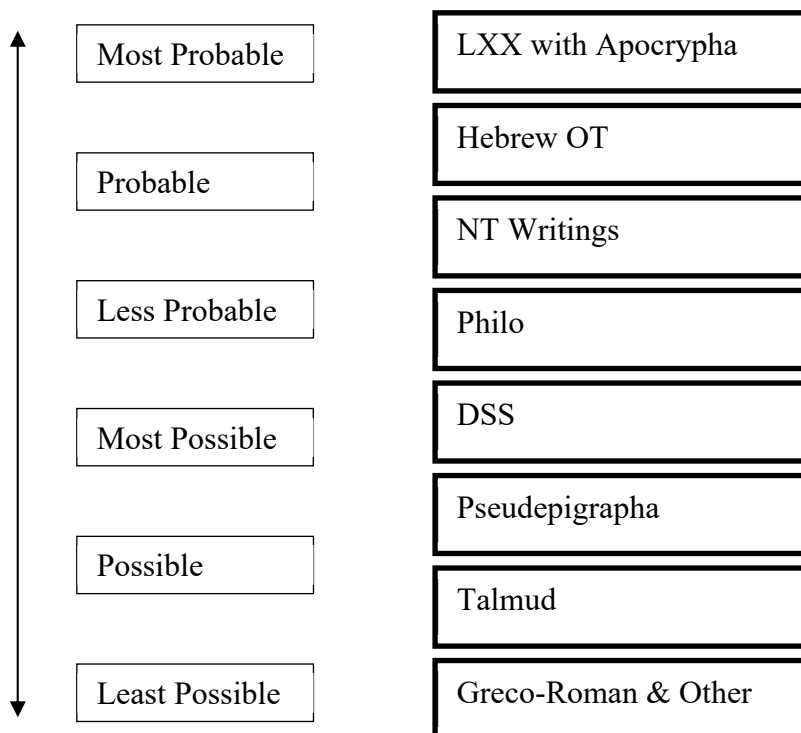 Most Probable
Probable
Less Probable
Most Possible
Possible
Least Possible
LXX with Apocrypha
Hebrew OT
NT Writings
Philo
DSS
Pseudepigrapha
Talmud
Greco-Roman & Other